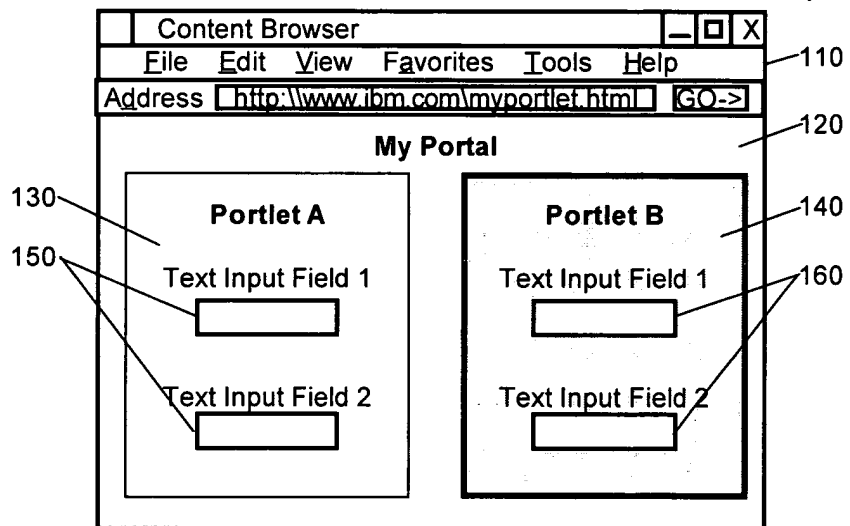 Content Browser X
File Edit View Favorites Tools Help 110
Address http:\\www.ibm.com\myportlet.html GO->
120
My Portal
130 Portlet A Portlet B 140
150 Text Input Field 1 Text Input Field 1 160
Text Input Field 2 Text Input Field 2